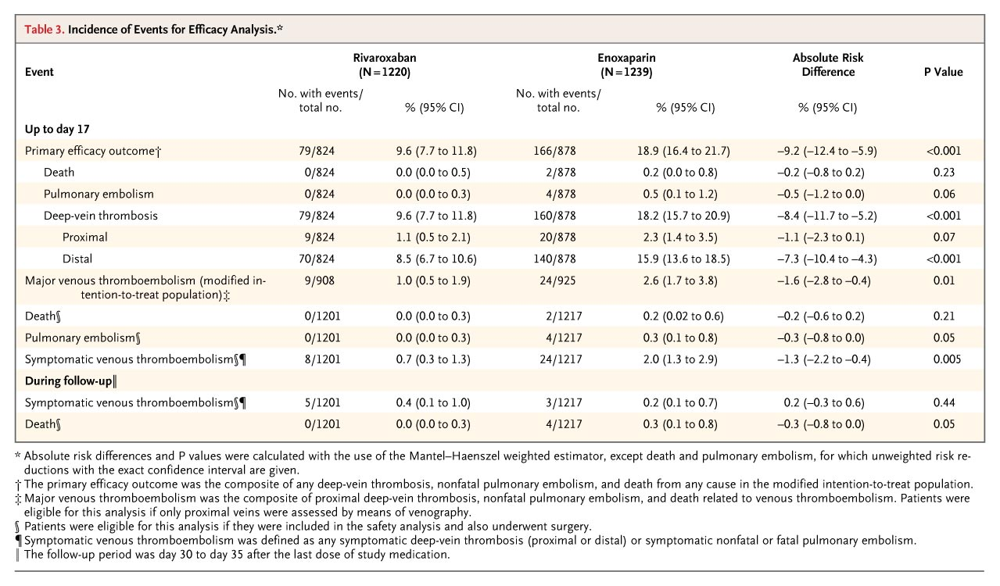 Table 3. Incidence of Events for Efficacy Analysis.*
Event Rivaroxaban (N=1220) Enoxaparin (N=1239) Absolute Risk Difference P Value
No. with events/ total no. % (95% CI) No. with events/ total no. % (95% CI) % (95% CI)
Up to day 17
Primary efficacy outcome† 79/824 9.6 (7.7 to 11.8) 166/878 18.9 (16.4 to 21.7) –9.2 (–12.4 to –5.9) <0.001
Death 0/824 0.0 (0.0 to 0.5) 2/878 0.2 (0.0 to 0.8) –0.2 (–0.8 to 0.2) 0.23
Pulmonary embolism 0/824 0.0 (0.0 to 0.3) 4/878 0.5 (0.1 to 1.2) –0.5 (–1.2 to 0.0) 0.06
Deep-vein thrombosis 79/824 9.6 (7.7 to 11.8) 160/878 18.2 (15.7 to 20.9) –8.4 (–11.7 to –5.2) <0.001
Proximal 9/824 1.1 (0.5 to 2.1) 20/878 2.3 (1.4 to 3.5) –1.1 (–2.3 to 0.1) 0.07
Distal 70/824 8.5 (6.7 to 10.6) 140/878 15.9 (13.6 to 18.5) –7.3 (–10.4 to –4.3) <0.001
Major venous thromboembolism (modified in- 9/908 1.0 (0.5 to 1.9) 24/925 2.6 (1.7 to 3.8) –1.6 (–2.8 to –0.4) 0.01
tention-to-treat population)‡
Death§ 0/1201 0.0 (0.0 to 0.3) 2/1217 0.2 (0.02 to 0.6) –0.2 (–0.6 to 0.2) 0.21
Pulmonary embolism§ 0/1201 0.0 (0.0 to 0.3) 4/1217 0.3 (0.1 to 0.8) –0.3 (–0.8 to 0.0) 0.05
Symptomatic venous thromboembolism§¶ 8/1201 0.7 (0.3 to 1.3) 24/1217 2.0 (1.3 to 2.9) –1.3 (–2.2 to –0.4) 0.005
During follow-up‖
Symptomatic venous thromboembolism§¶ 5/1201 0.4 (0.1 to 1.0) 3/1217 0.2 (0.1 to 0.7) 0.2 (–0.3 to 0.6) 0.44
Death§ 0/1201 0.0 (0.0 to 0.3) 4/1217 0.3 (0.1 to 0.8) –0.3 (–0.8 to 0.0) 0.05
* Absolute risk differences and P values were calculated with the use of the Mantel–Haenszel weighted estimator, except death and pulmonary embolism, for which unweighted risk re-
ductions with the exact confidence interval are given.
† The primary efficacy outcome was the composite of any deep-vein thrombosis, nonfatal pulmonary embolism, and death from any cause in the modified intention-to-treat population.
‡ Major venous thromboembolism was the composite of proximal deep-vein thrombosis, nonfatal pulmonary embolism, and death related to venous thromboembolism. Patients were
eligible for this analysis if only proximal veins were assessed by means of venography.
§ Patients were eligible for this analysis if they were included in the safety analysis and also underwent surgery.
¶ Symptomatic venous thromboembolism was defined as any symptomatic deep-vein thrombosis (proximal or distal) or symptomatic nonfatal or fatal pulmonary embolism.
‖ The follow-up period was day 30 to day 35 after the last dose of study medication.